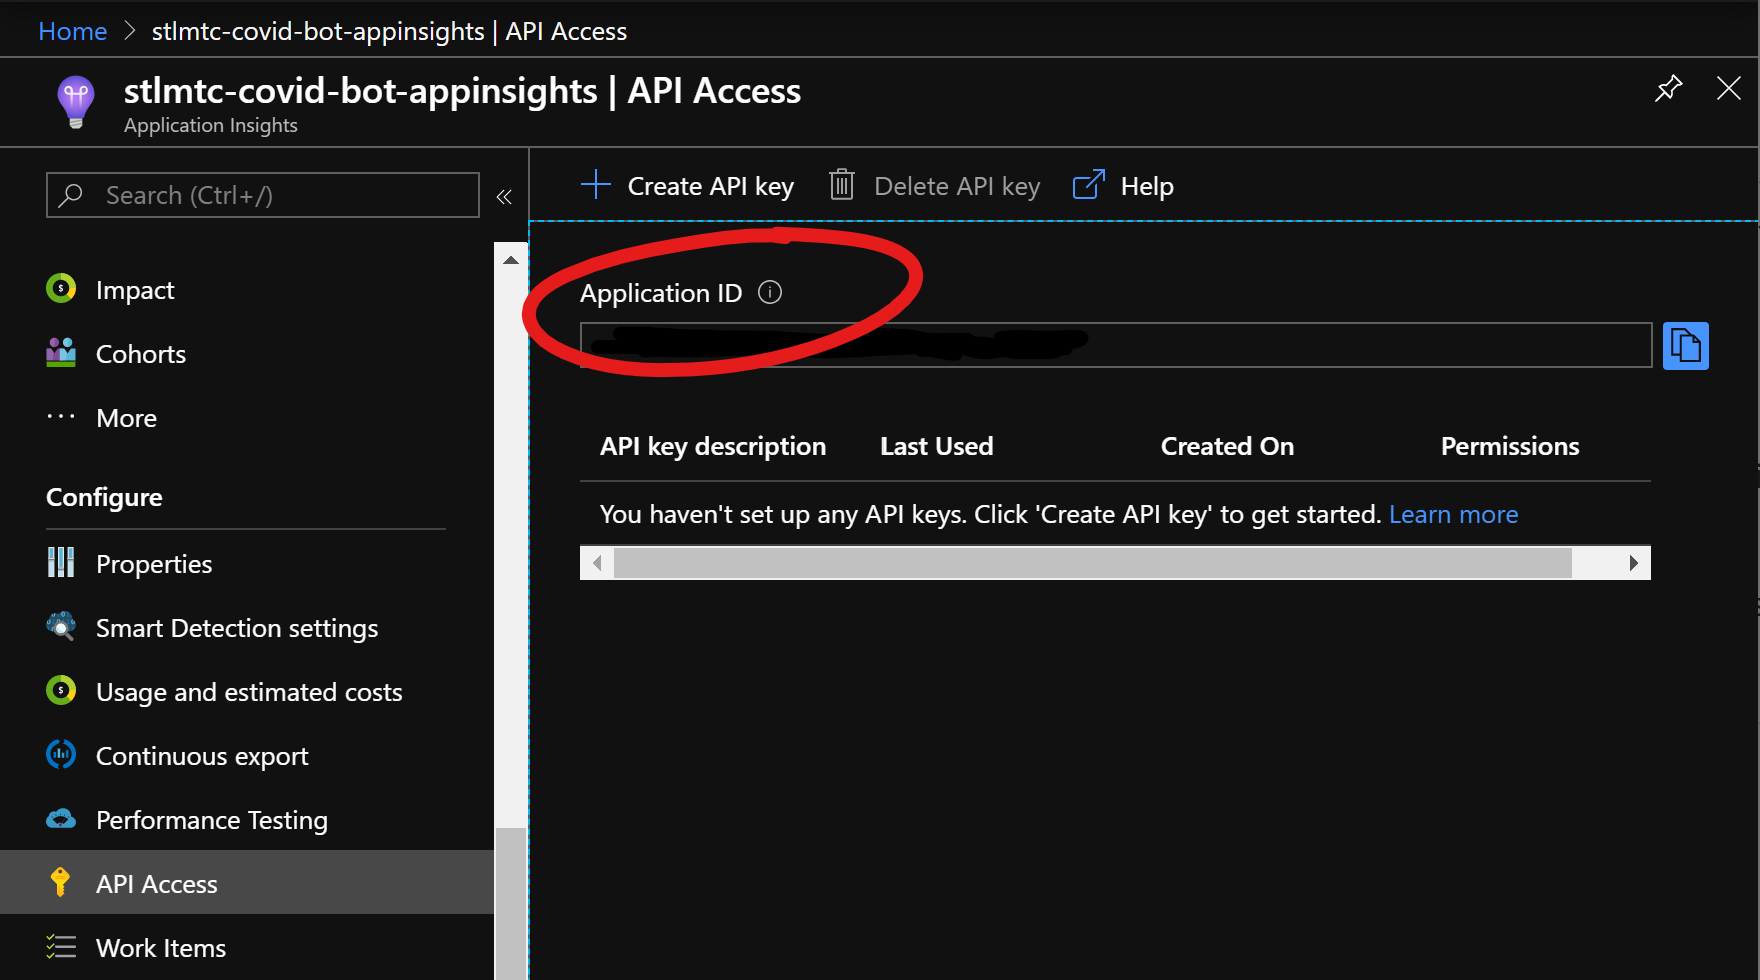 Home > stlmtc-covid-bot-appinsights | API Access
stlmtc-covid-bot-appinsights | API Access
Application Insights
Search (Ctrl+/)
«
Create API key
Delete API key
Help
Impact
Cohorts
More
Configure
Properties
Smart Detection settings
Usage and estimated costs
Continuous export
Performance Testing
API Access
Work Items
Application ID
API key description Last Used Created On Permissions
You haven't set up any API keys. Click 'Create API key' to get started. Learn more